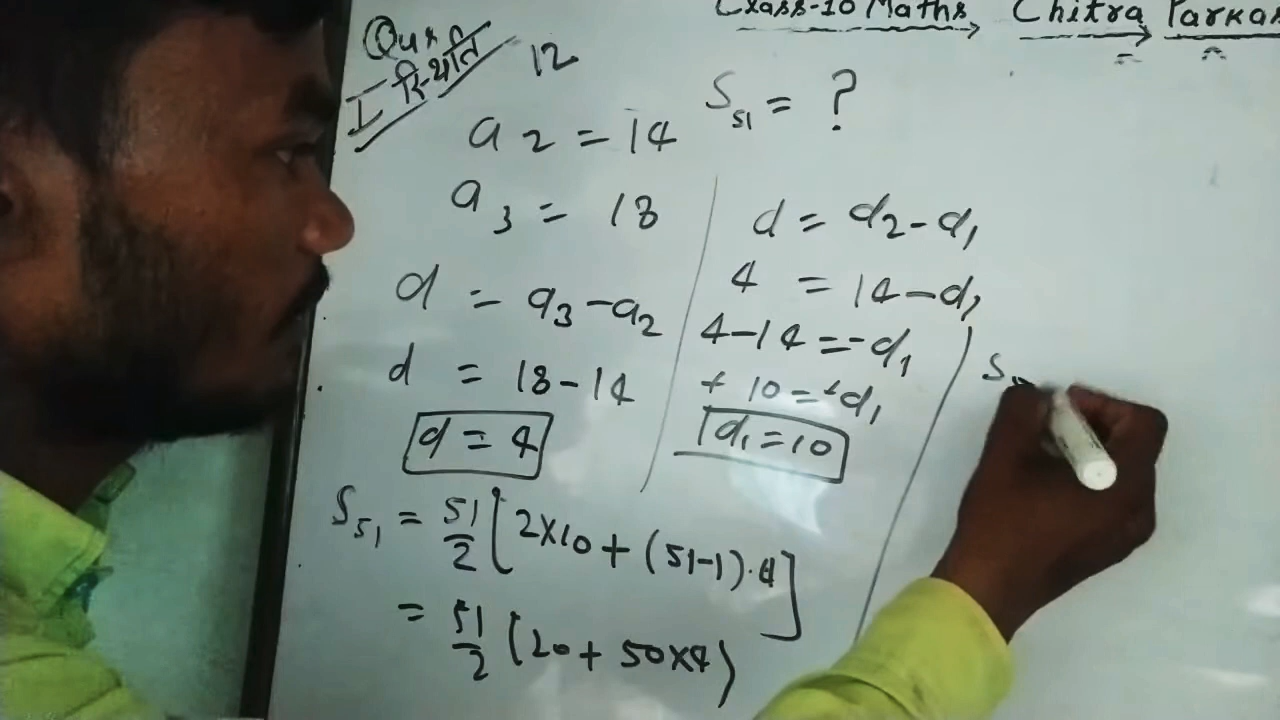 Class-10 Maths Chitra Parkas
Qus 12
I स्थिति
S51 = ?
a2 = 14
a3 = 18
d = a3 - a2
d = 18 - 14
d = 4
d = a2 - a1
4 = 14 - a1
4 - 14 = - a1
+ 10 = + a1
a1 = 10
S51 = 51/2 [2×10 + (51-1)·4]
= 51/2 (20 + 50×4)
S